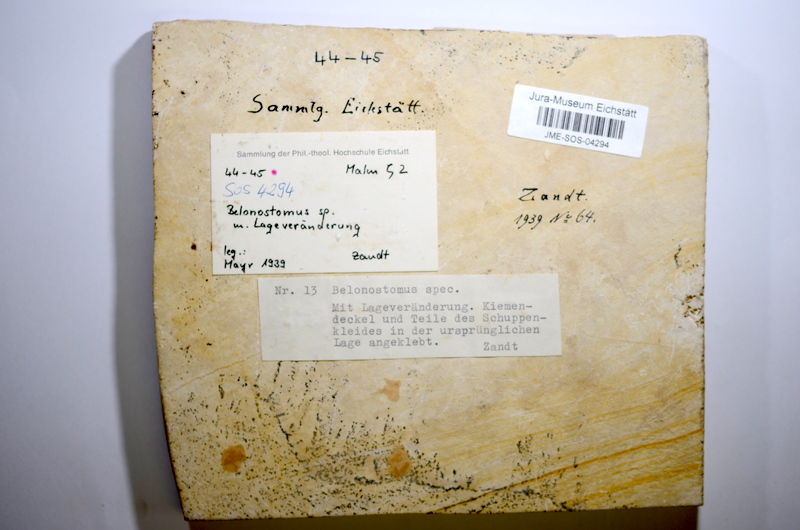 44-45
Sammlg. Eichstätt.
Jura-Museum Eichstätt
JME-SOS-04294
Sammlung der Phil.-theol. Hochschule Eichstätt
44-45 * Malm ζ 2
SOS 4294
Belonostomus sp.
m. Lageveränderung
leg.:
Mayr 1939 Zandt
Zandt.
1939 No 64.
Nr. 13 Belonostomus spec.
Mit Lageveränderung. Kiemen-
deckel und Teile des Schuppen-
kleides in der ursprünglichen
Lage angeklebt. Zandt